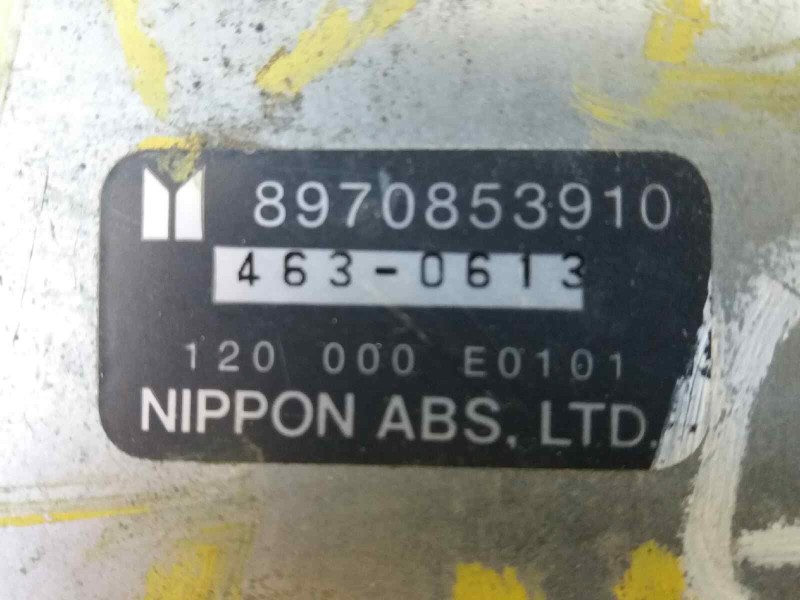 8970853910
463-0613
120 000 E0101
NIPPON ABS, LTD.